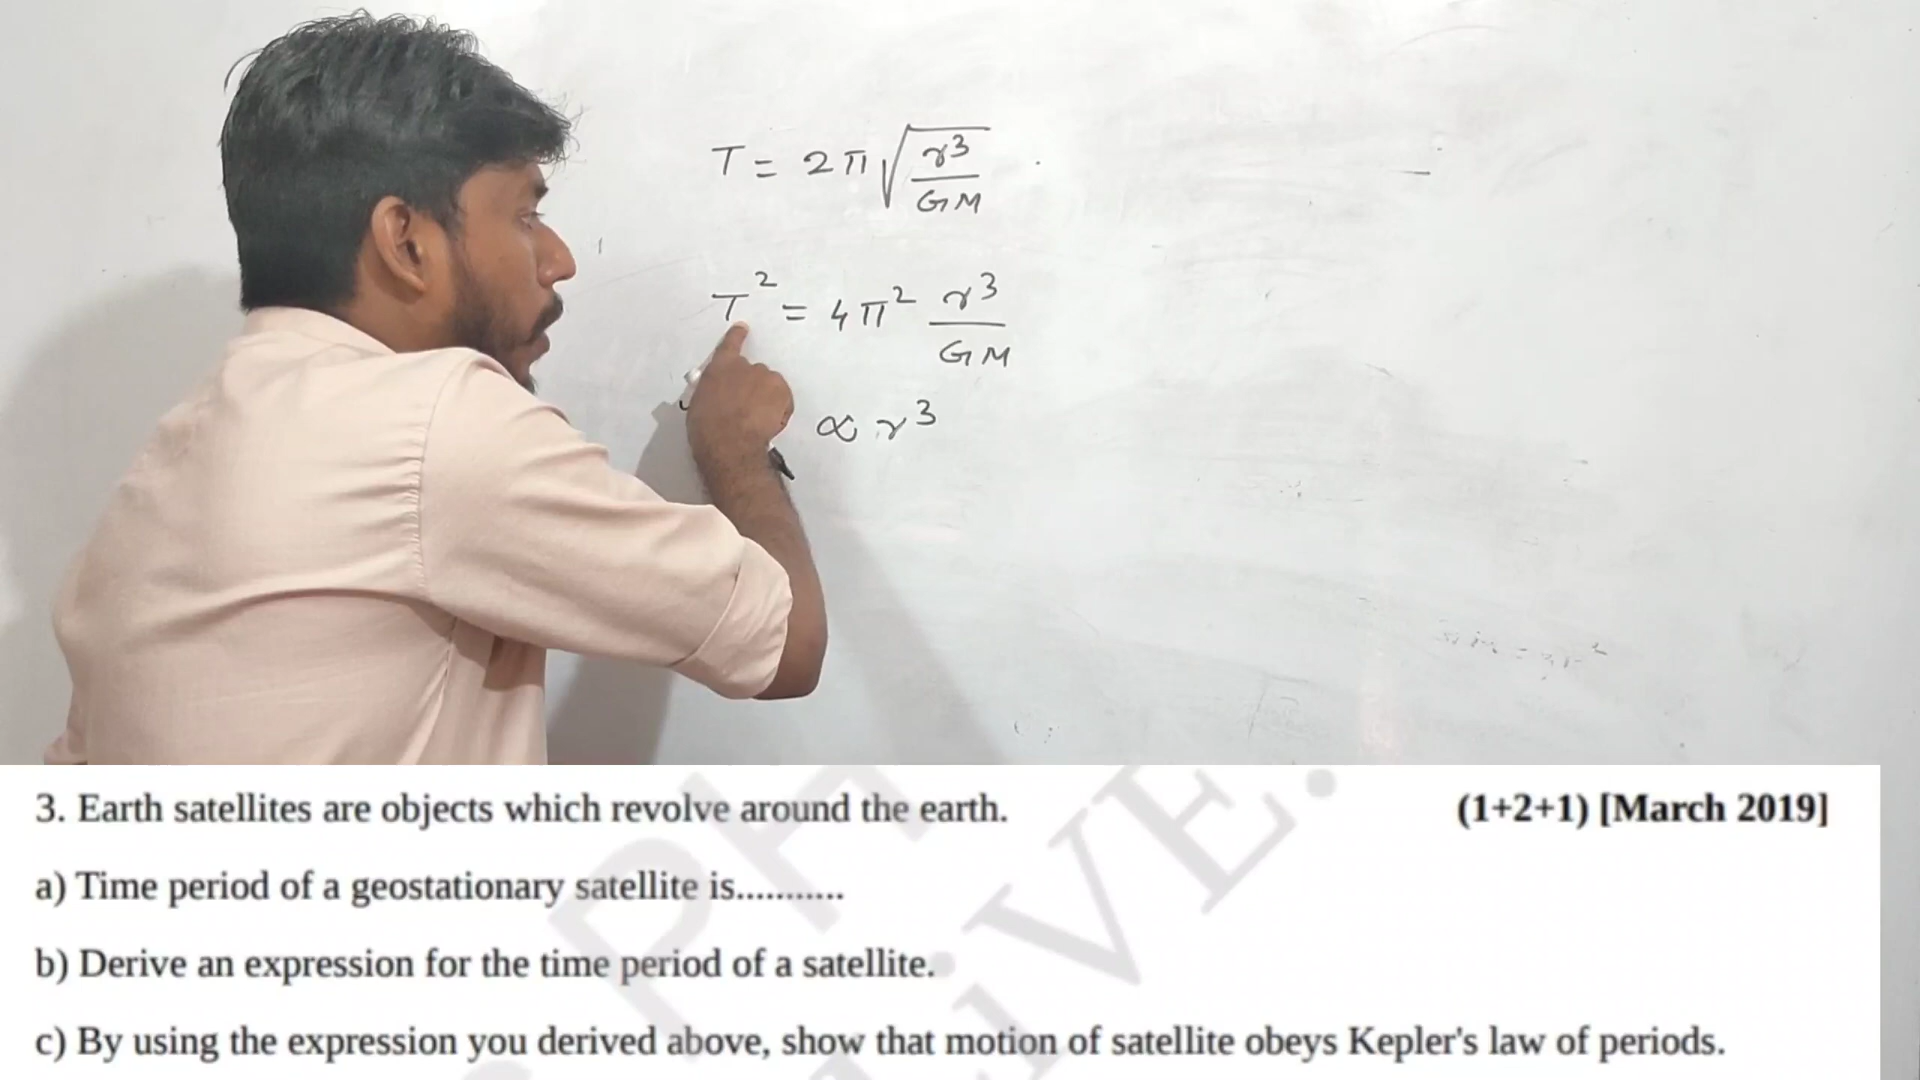 T = 2π√(r³/GM)
T² = 4π² r³/GM
∝ r³
3. Earth satellites are objects which revolve around the earth. (1+2+1) [March 2019]
a) Time period of a geostationary satellite is...........
b) Derive an expression for the time period of a satellite.
c) By using the expression you derived above, show that motion of satellite obeys Kepler's law of periods.